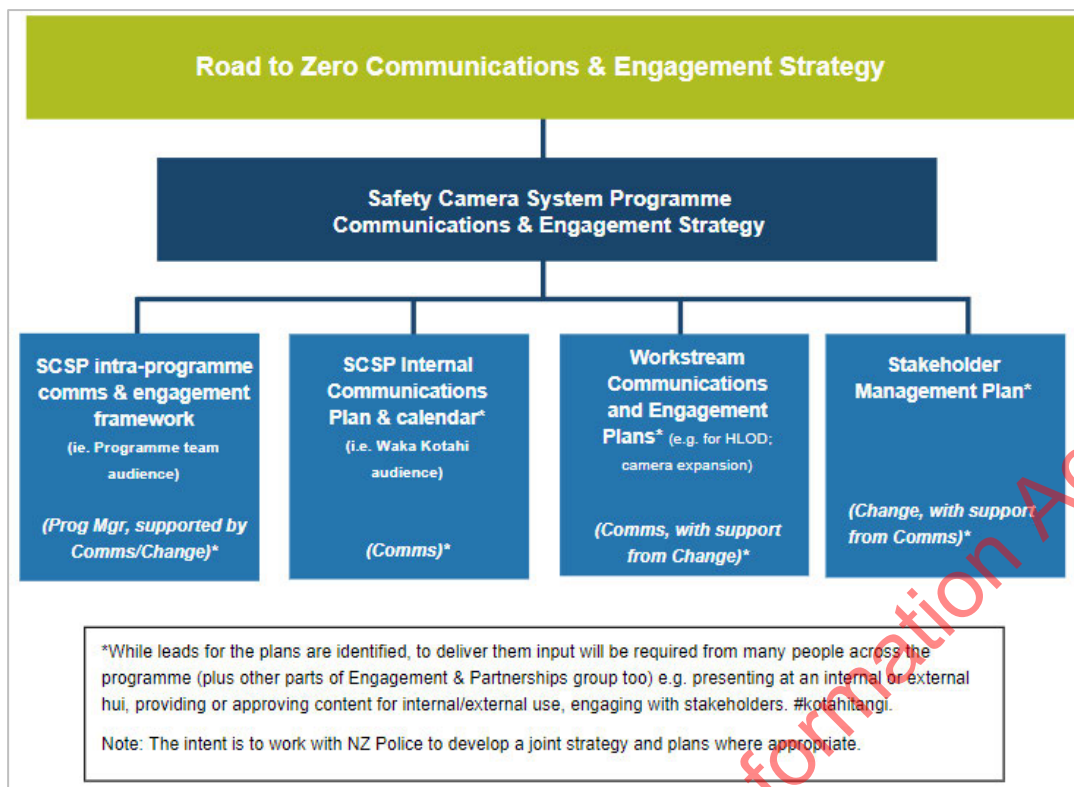 Road to Zero Communications & Engagement Strategy
Safety Camera System Programme
Communications & Engagement Strategy
SCSP intra-programme
comms & engagement
framework
(ie. Programme team
audience)
(Prog Mgr, supported by
Comms/Change)*
SCSP Internal
Communications
Plan & calendar*
(i.e. Waka Kotahi
audience)
(Comms)*
Workstream
Communications
and Engagement
Plans* (e.g. for HLOD;
camera expansion)
(Comms, with support
from Change)*
Stakeholder
Management Plan*
(Change, with support
from Comms)*
*While leads for the plans are identified, to deliver them input will be required from many people across the
programme (plus other parts of Engagement & Partnerships group too) e.g. presenting at an internal or external
hui, providing or approving content for internal/external use, engaging with stakeholders. #kotahitangi.
Note: The intent is to work with NZ Police to develop a joint strategy and plans where appropriate.